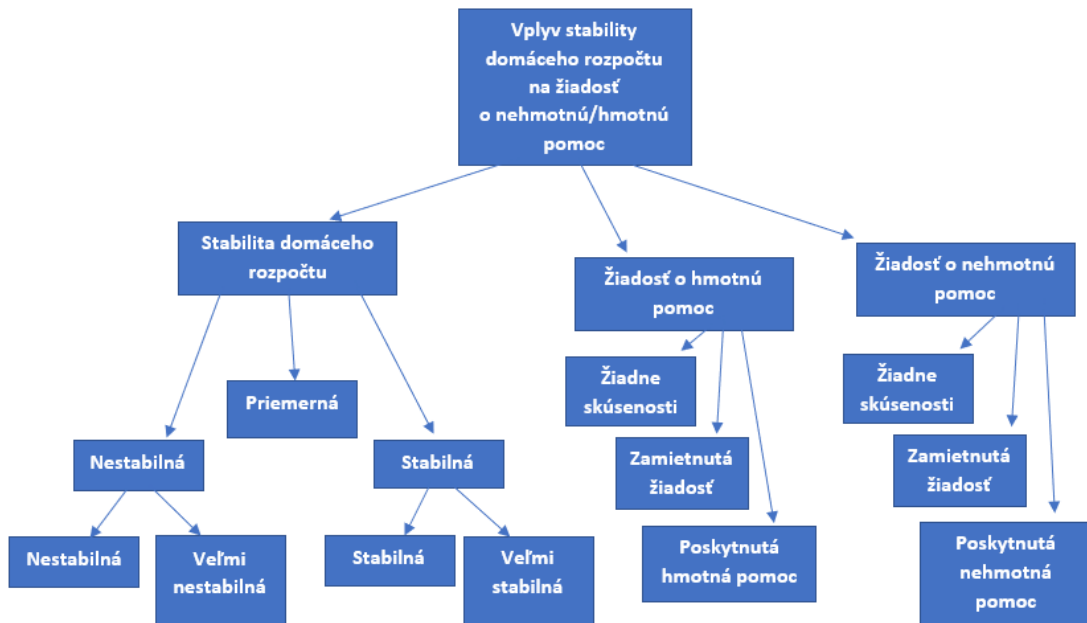 Vplyv stability
domáceho rozpočtu
na žiadosť
o nehmotnú/hmotnú
pomoc
Stabilita domáceho
rozpočtu
Žiadosť o hmotnú
pomoc
Žiadosť o nehmotnú
pomoc
Priemerná
Žiadne
skúsenosti
Žiadne
skúsenosti
Nestabilná
Stabilná
Zamietnutá
žiadosť
Zamietnutá
žiadosť
Nestabilná
Veľmi
nestabilná
Stabilná
Veľmi
stabilná
Poskytnutá
hmotná pomoc
Poskytnutá
nehmotná
pomoc